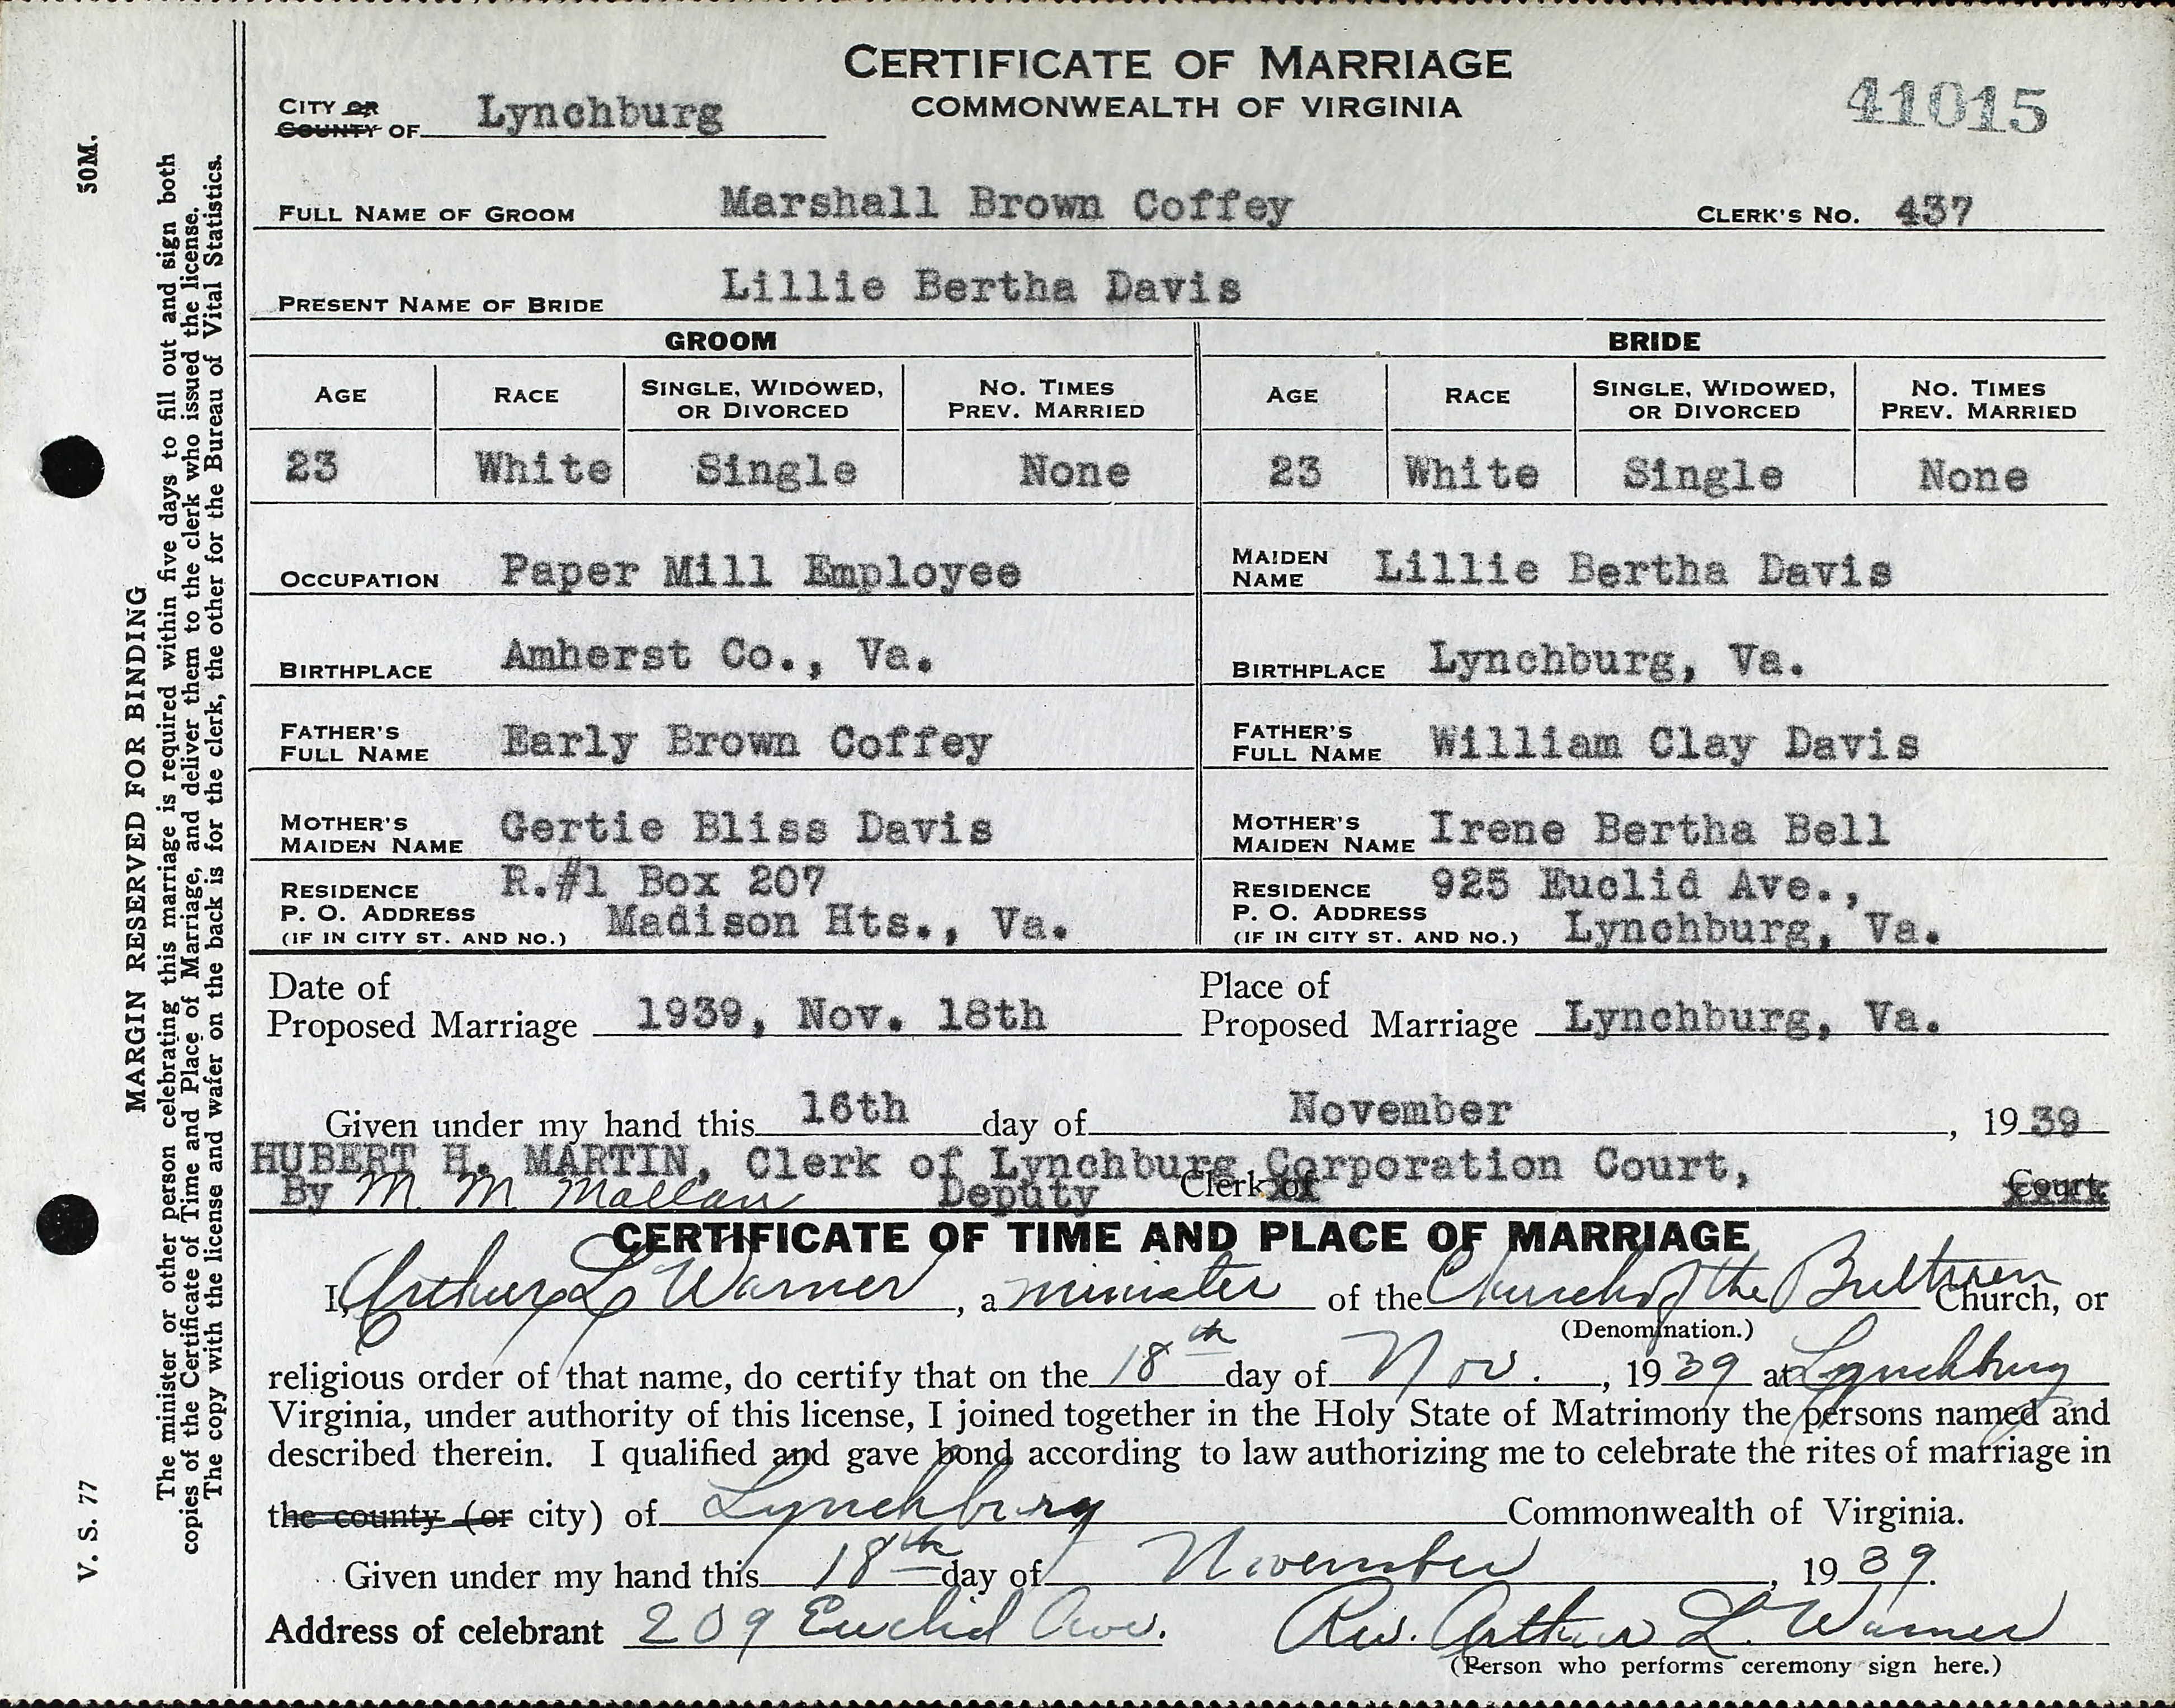 CERTIFICATE OF MARRIAGE
COMMONWEALTH OF VIRGINIA
41015
CITY OR
COUNTY OF Lynchburg
FULL NAME OF GROOM Marshall Brown Coffey CLERK'S NO. 437
PRESENT NAME OF BRIDE Lillie Bertha Davis
GROOM BRIDE
AGE RACE SINGLE, WIDOWED, OR DIVORCED NO. TIMES PREV. MARRIED AGE RACE SINGLE, WIDOWED, OR DIVORCED NO. TIMES PREV. MARRIED
23 White Single None 23 White Single None
OCCUPATION Paper Mill Employee MAIDEN NAME Lillie Bertha Davis
BIRTHPLACE Amherst Co., Va. BIRTHPLACE Lynchburg, Va.
FATHER'S FULL NAME Early Brown Coffey FATHER'S FULL NAME William Clay Davis
MOTHER'S MAIDEN NAME Gertie Bliss Davis MOTHER'S MAIDEN NAME Irene Bertha Bell
RESIDENCE R.#1 Box 207 RESIDENCE 925 Euclid Ave.,
P. O. ADDRESS Madison Hts., Va. P. O. ADDRESS Lynchburg, Va.
(IF IN CITY ST. AND NO.) (IF IN CITY ST. AND NO.)
Date of Proposed Marriage 1939, Nov. 18th Place of Proposed Marriage Lynchburg, Va.
Given under my hand this 16th day of November, 1939
HUBERT H. MARTIN, Clerk of Lynchburg Corporation Court,
By M. M. Deputy Clerk of Court.
CERTIFICATE OF TIME AND PLACE OF MARRIAGE
I, Arthur L Warner, a minister of the Church of the Brethren Church, or
(Denomination.)
religious order of that name, do certify that on the 18th day of Nov., 1939 at Lynchburg
Virginia, under authority of this license, I joined together in the Holy State of Matrimony the persons named and
described therein. I qualified and gave bond according to law authorizing me to celebrate the rites of marriage in
the county (or city) of Lynchburg Commonwealth of Virginia.
Given under my hand this 18th day of November, 1939.
Address of celebrant 209 Euclid Ave. Rev. Arthur L. Warner
(Person who performs ceremony sign here.)
V. S. 77 50M.
MARGIN RESERVED FOR BINDING
The minister or other person celebrating this marriage is required within five days to fill out and sign both
copies of the Certificate of Time and Place of Marriage, and deliver them to the clerk who issued the license.
The copy with the license and wafer on the back is for the clerk, the other for the Bureau of Vital Statistics.